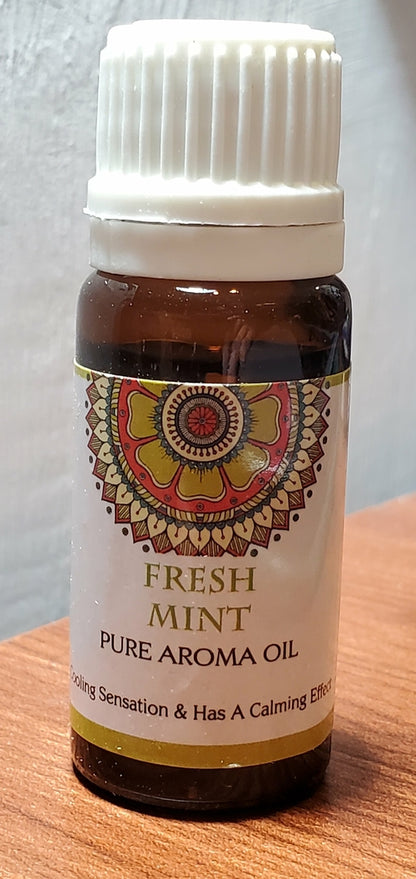 FRESH
MINT
PURE AROMA OIL
Cooling Sensation & Has A Calming Effect